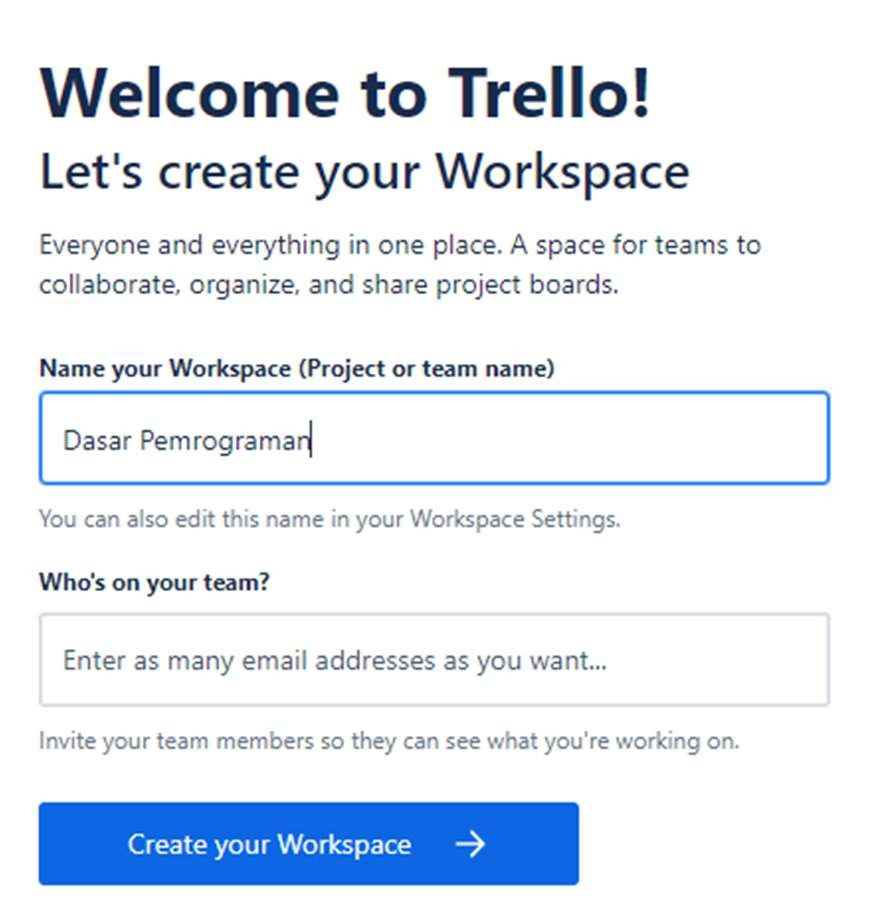 Welcome to Trello!
Let's create your Workspace
Everyone and everything in one place. A space for teams to
collaborate, organize, and share project boards.
Name your Workspace (Project or team name)
Dasar Pemrograman
You can also edit this name in your Workspace Settings.
Who's on your team?
Enter as many email addresses as you want...
Invite your team members so they can see what you're working on.
Create your Workspace →